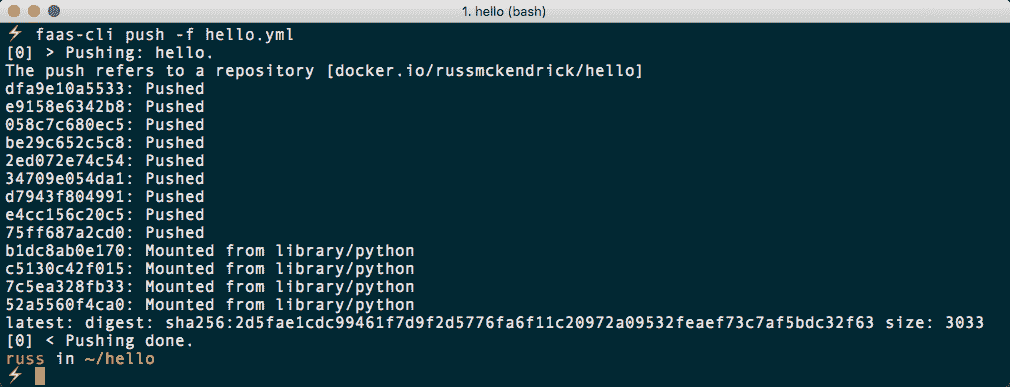 1. hello (bash)
⚡ faas-cli push -f hello.yml
[0] > Pushing: hello.
The push refers to a repository [docker.io/russmckendrick/hello]
dfa9e10a5533: Pushed
e9158e6342b8: Pushed
058c7c680ec5: Pushed
be29c652c5c8: Pushed
2ed072e74c54: Pushed
34709e054da1: Pushed
d7943f804991: Pushed
e4cc156c20c5: Pushed
75ff687a2cd0: Pushed
b1dc8ab0e170: Mounted from library/python
c5130c42f015: Mounted from library/python
7c5ea328fb33: Mounted from library/python
52a5560f4ca0: Mounted from library/python
latest: digest: sha256:2d5fae1cdc99461f7d9f2d5776fa6f11c20972a09532feaef73c7af5bdc32f63 size: 3033
[0] < Pushing done.
russ in ~/hello
⚡